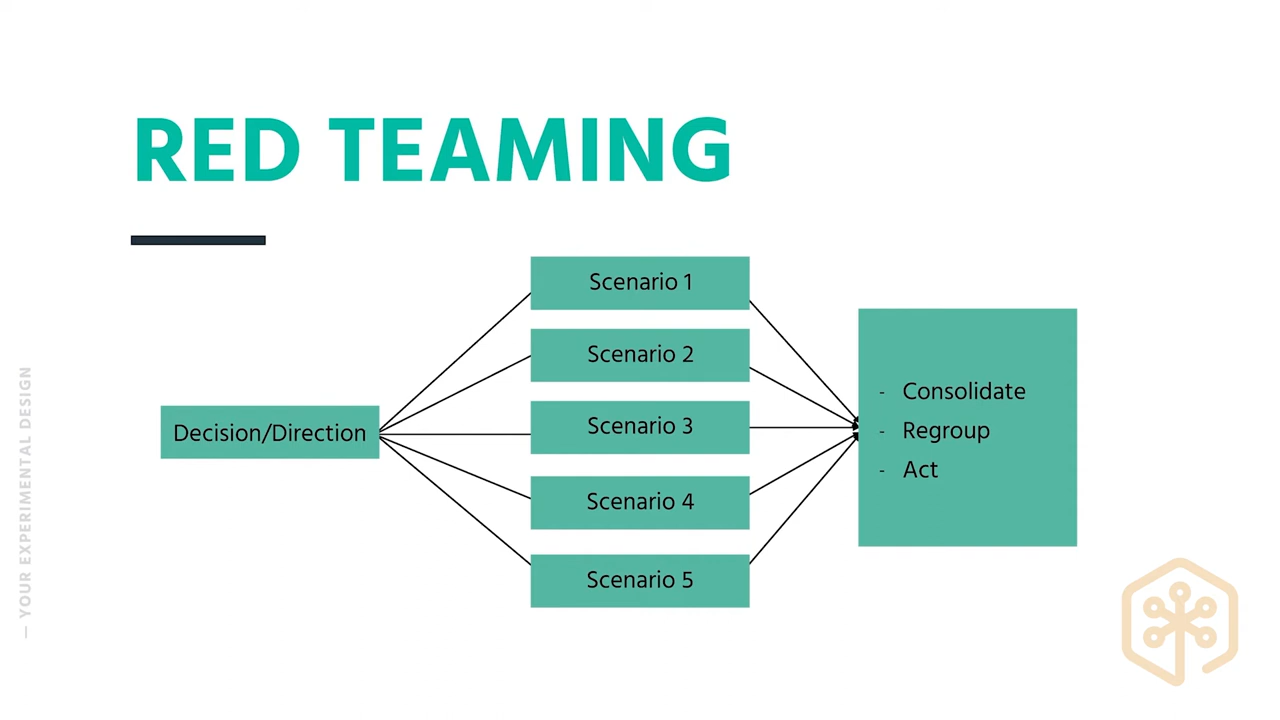 RED TEAMING
Decision/Direction
Scenario 1
Scenario 2
Scenario 3
Scenario 4
Scenario 5
- Consolidate
- Regroup
- Act
— YOUR EXPERIMENTAL DESIGN